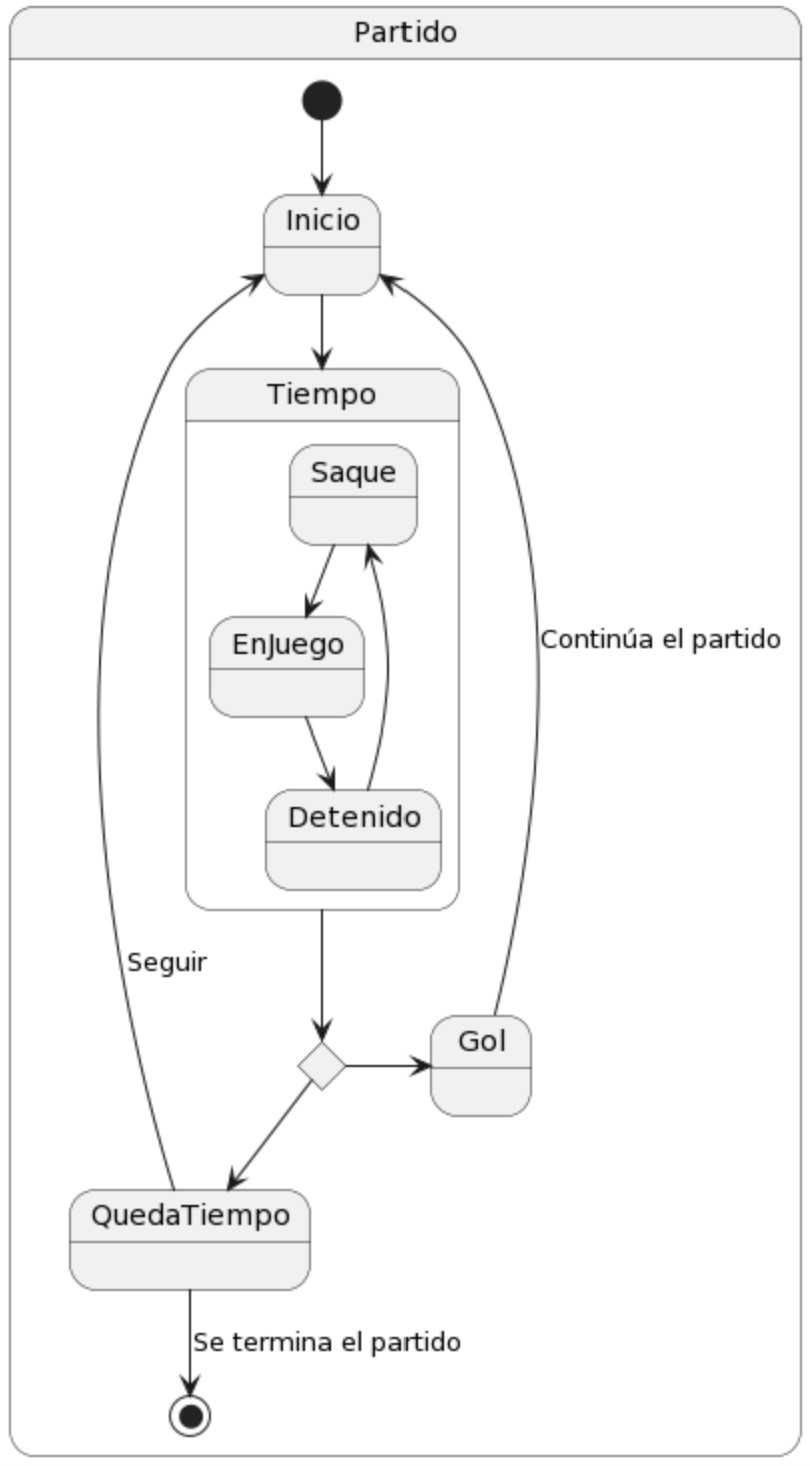 Partido
Inicio
Tiempo
Saque
EnJuego
Continúa el partido
Detenido
Seguir
Gol
QuedaTiempo
Se termina el partido